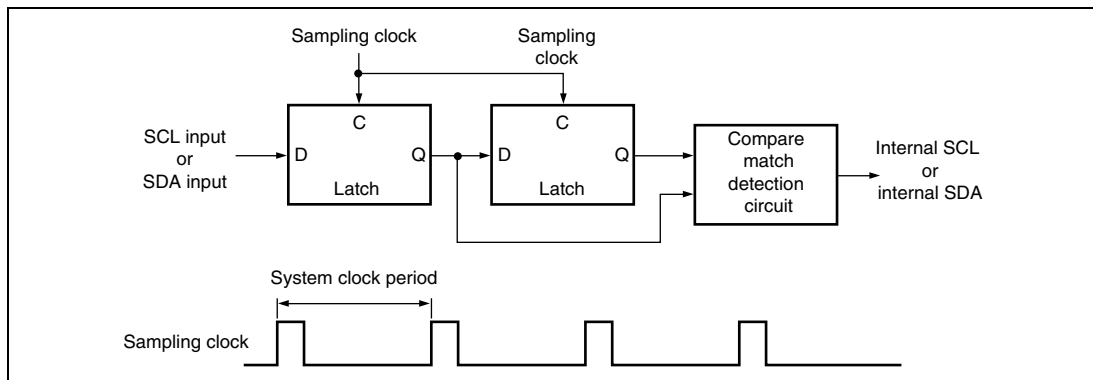 Sampling clock
Sampling
clock
SCL input
or
SDA input
C
D
Q
Latch
C
D
Q
Latch
Compare
match
detection
circuit
Internal SCL
or
internal SDA
System clock period
Sampling clock